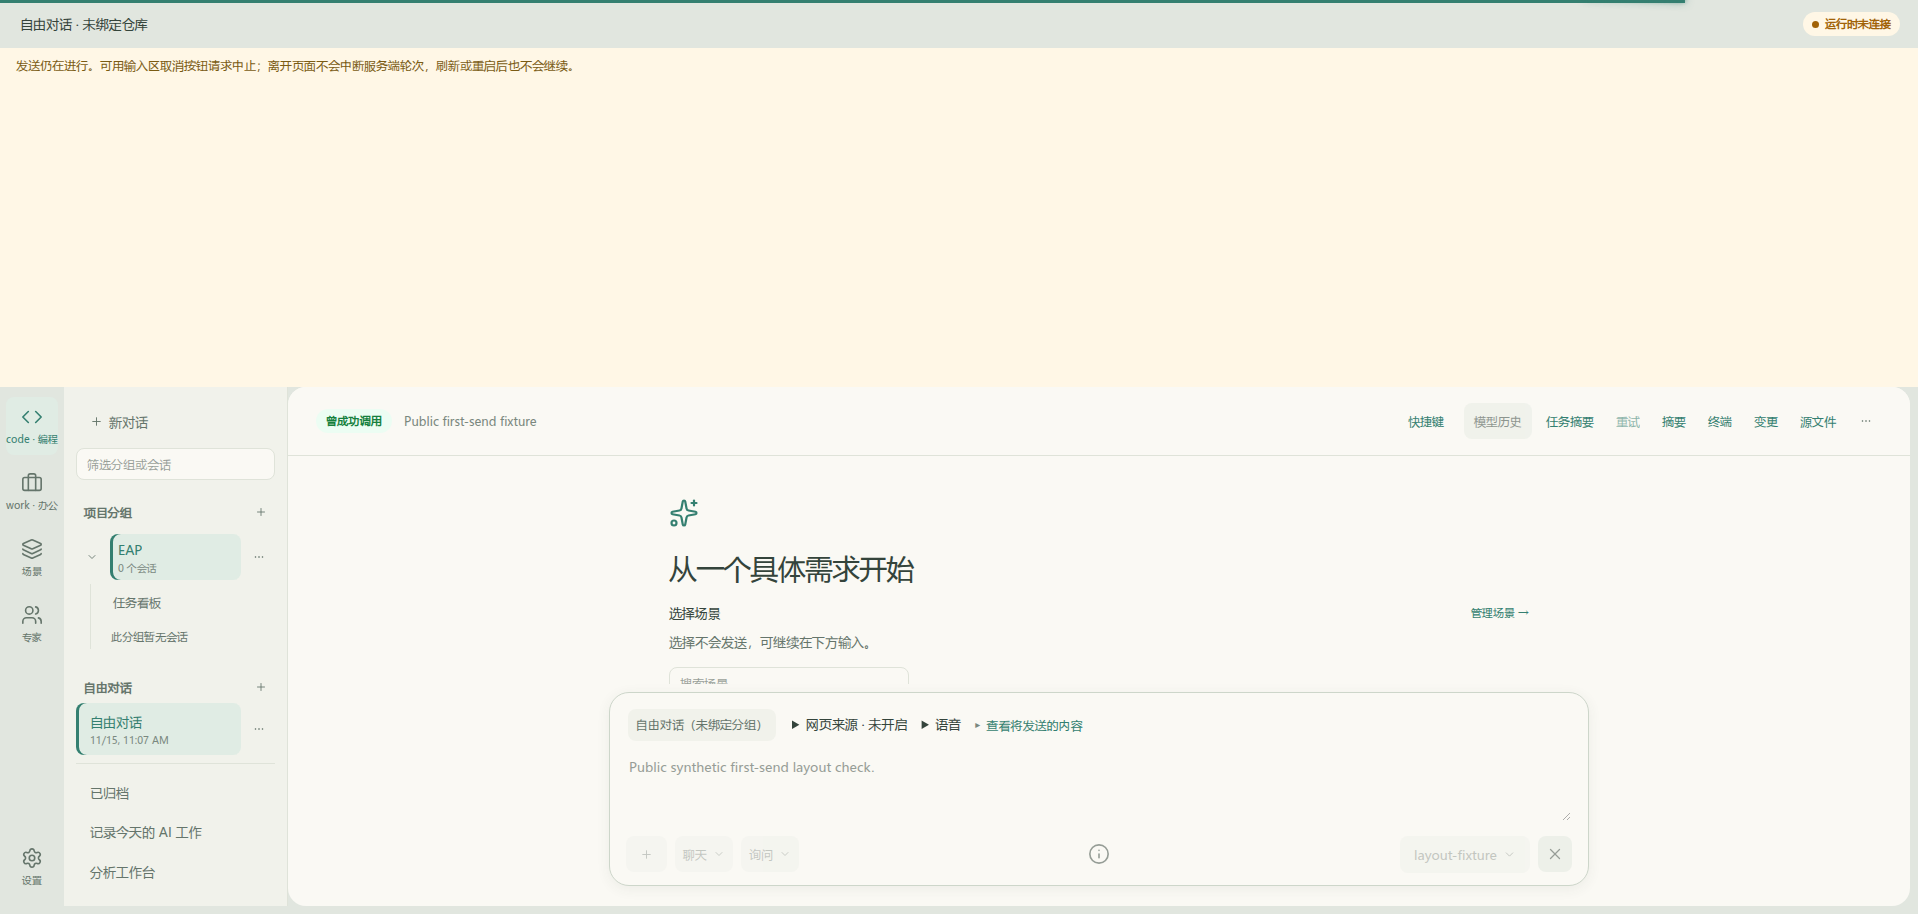 自由对话 · 未绑定仓库
运行时未连接
发送仍在进行。可用输入区取消按钮请求中止；离开页面不会中断服务端轮次，刷新或重启后也不会继续。
code · 编程
work · 办公
场景
专家
设置
+ 新对话
筛选分组或会话
项目分组 +
EAP ···
0 个会话
任务看板
此分组暂无会话
自由对话 +
自由对话 ···
11/15, 11:07 AM
已归档
记录今天的 AI 工作
分析工作台
曾成功调用 Public first-send fixture 快捷键 模型历史 任务摘要 重试 摘要 终端 变更 源文件 ···
从一个具体需求开始
选择场景 管理场景 →
选择不会发送，可继续在下方输入。
搜索场景
自由对话（未绑定分组） ▶ 网页来源 · 未开启 ▶ 语音 ▸ 查看将发送的内容
Public synthetic first-send layout check.
+ 聊天 询问 layout-fixture